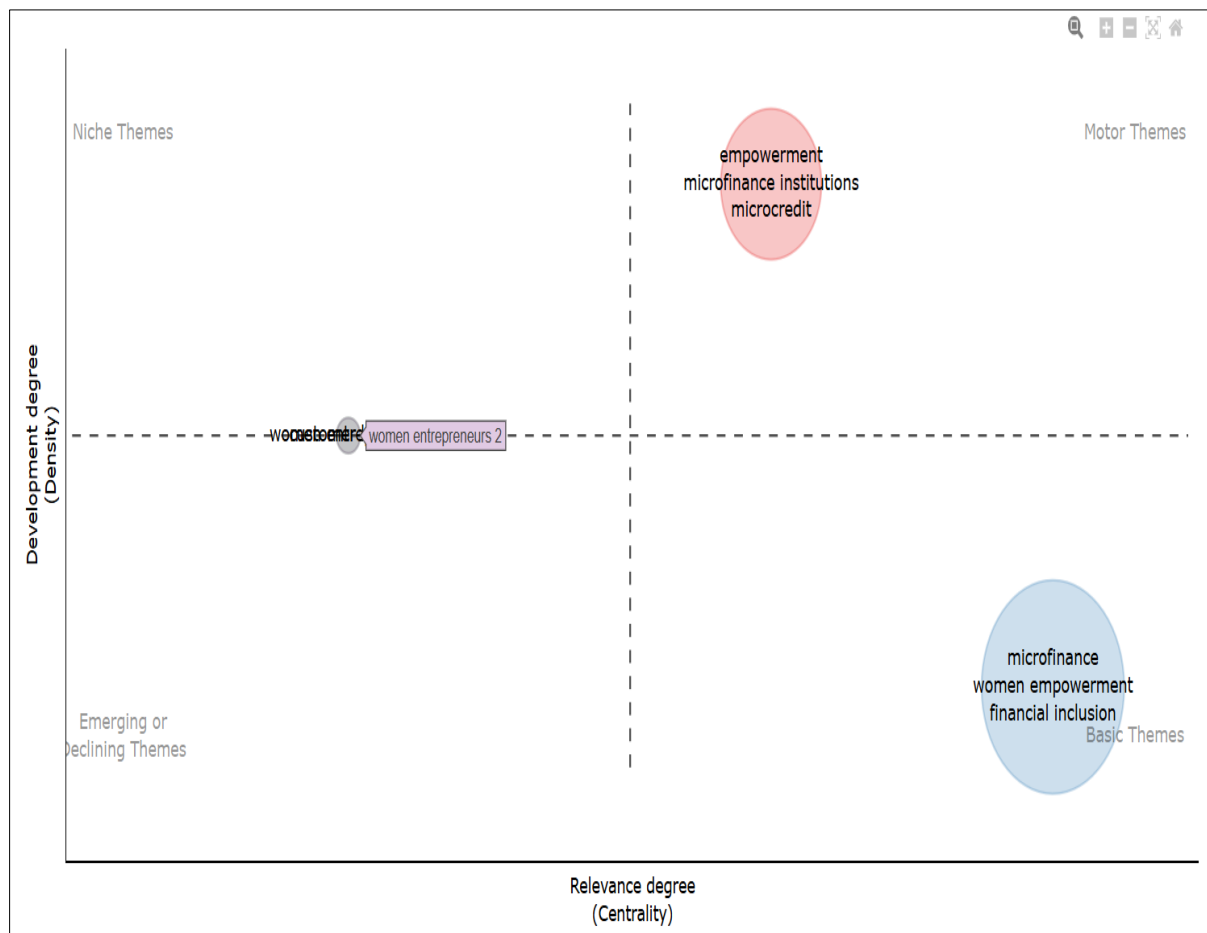 Niche Themes
Motor Themes
empowerment
microfinance institutions
microcredit
Development degree
(Density)
women entrepreneurs 2
microfinance
women empowerment
financial inclusion
Emerging or
Declining Themes
Basic Themes
Relevance degree
(Centrality)